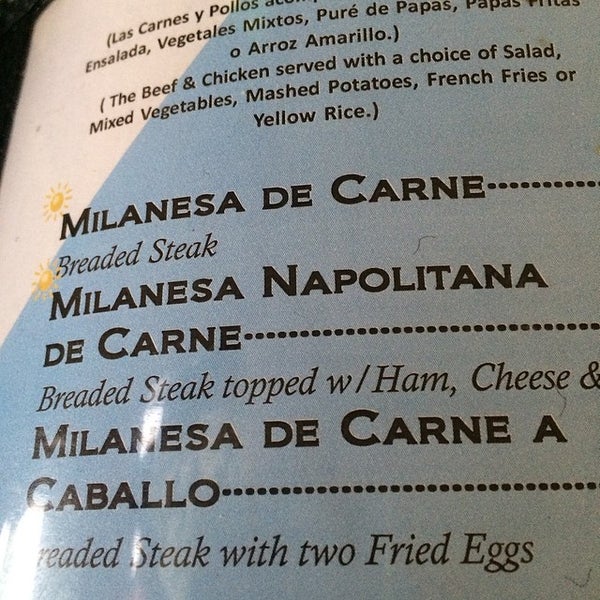 (Las Carnes y Pollos
Ensalada, Vegetales Mixtos, Puré de Papas, Papas Fritas
o Arroz Amarillo.)
( The Beef & Chicken served with a choice of Salad,
Mixed Vegetables, Mashed Potatoes, French Fries or
Yellow Rice.)
MILANESA DE CARNE
Breaded Steak
MILANESA NAPOLITANA
DE CARNE
Breaded Steak topped w/Ham, Cheese &
MILANESA DE CARNE A
CABALLO
readed Steak with two Fried Eggs